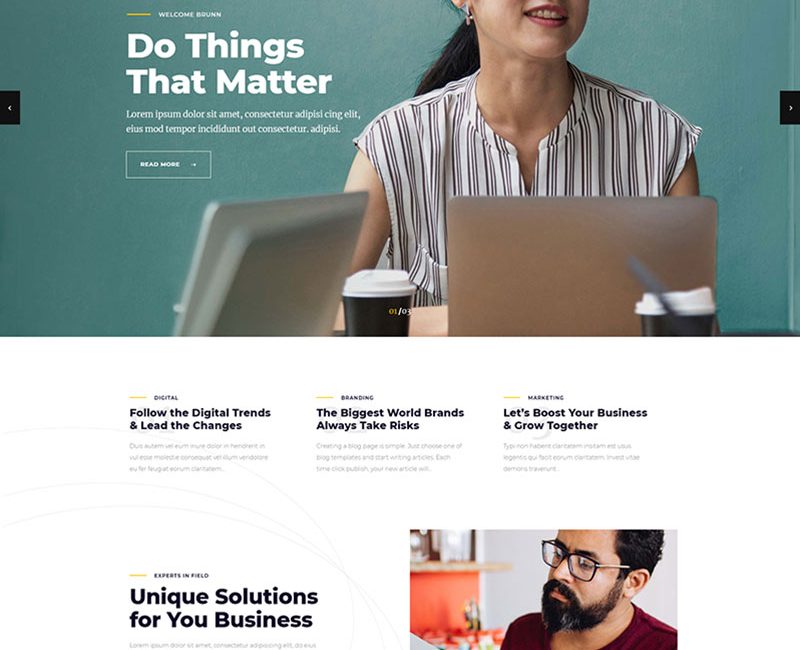 WELCOME BRUNN
Do Things
That Matter
Lorem ipsum dolor sit amet, consectetur adipisi cing elit,
eius mod tempor incididunt out consectetur. adipisi.
READ MORE →
01/03
DIGITAL
Follow the Digital Trends
& Lead the Changes
Duis autem vel eum iriure dolor in hendrerit in
vul esse molestie consequat vel illum vendolore
eu fer feugiat eorum claritatem...
BRANDING
The Biggest World Brands
Always Take Risks
Creating a blog page is simple. Just choose one of
blog templates and start writing articles. Each
time click publish, your new article will...
MARKETING
Let's Boost Your Business
& Grow Together
Typi non habent claritatem insitam est usus
legentis qui facit eorum claritatem. Invest vitae
demons traverunt
EXPERTS IN FIELD
Unique Solutions
for You Business
Lorem ipsum dolor sit amet, consectetur adipisicing elit, do eius